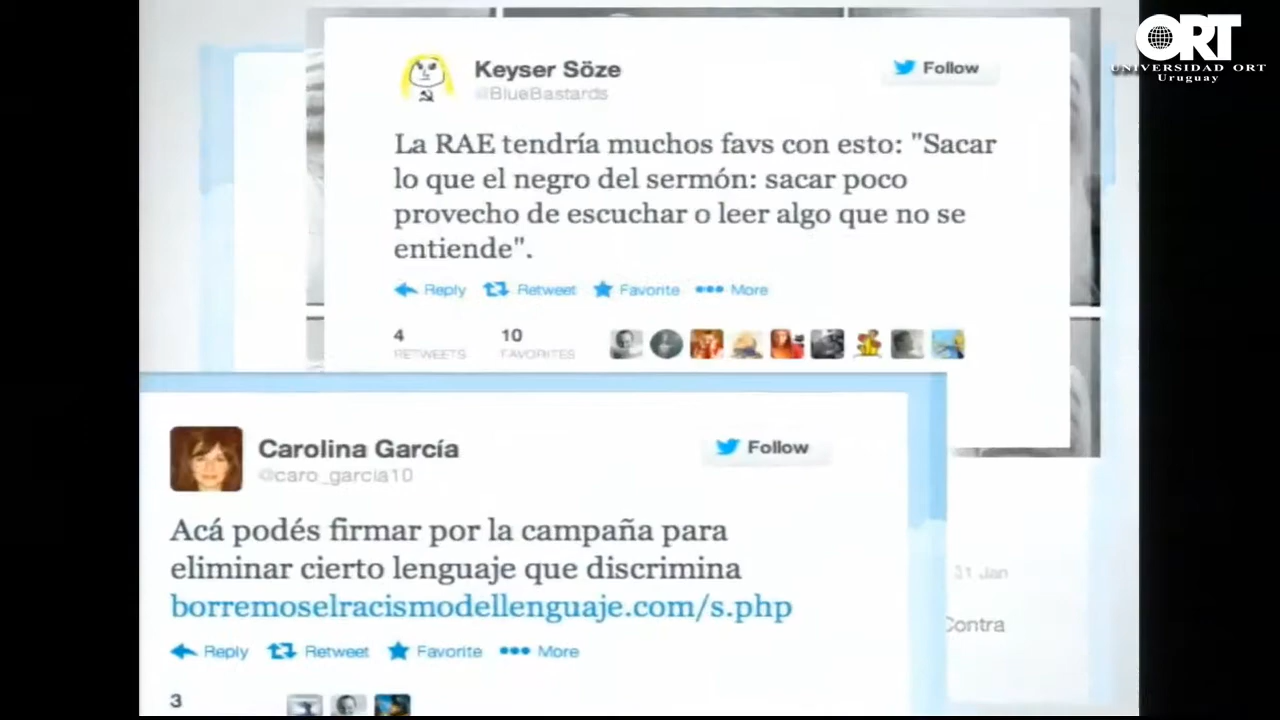 ORT
UNIVERSIDAD ORT
Uruguay
Keyser Söze
@BlueBastards
Follow
La RAE tendría muchos favs con esto: "Sacar
lo que el negro del sermón: sacar poco
provecho de escuchar o leer algo que no se
entiende".
Reply Retweet Favorite More
4 10
RETWEETS FAVORITES
Carolina García
@caro_garcia10
Follow
Acá podés firmar por la campaña para
eliminar cierto lenguaje que discrimina
borremoselracismodellenguaje.com/s.php
Reply Retweet Favorite More
3
31 Jan
Contra